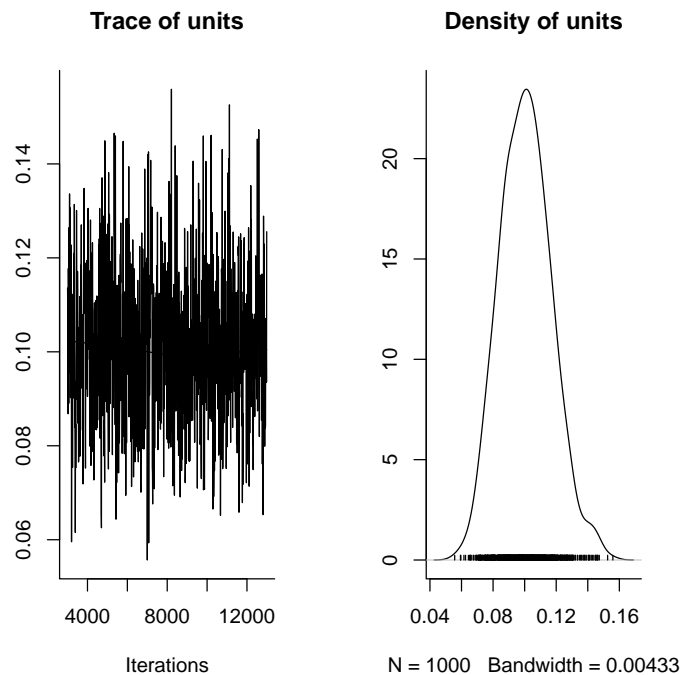 Trace of units
0.14
0.12
0.10
0.08
0.06
4000 8000 12000
Iterations
Density of units
20
15
10
5
0
0.04 0.08 0.12 0.16
N = 1000 Bandwidth = 0.00433